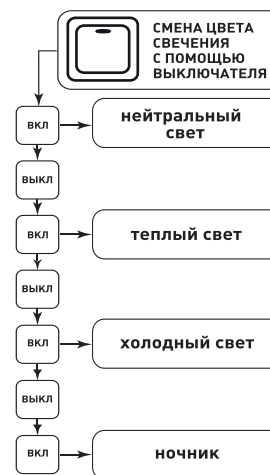 СМЕНА ЦВЕТА
СВЕЧЕНИЯ
С ПОМОЩЬЮ
ВЫКЛЮЧАТЕЛЯ
ВКЛ
нейтральный
свет
ВЫКЛ
ВКЛ
теплый свет
ВЫКЛ
ВКЛ
холодный свет
ВЫКЛ
ВКЛ
ночник